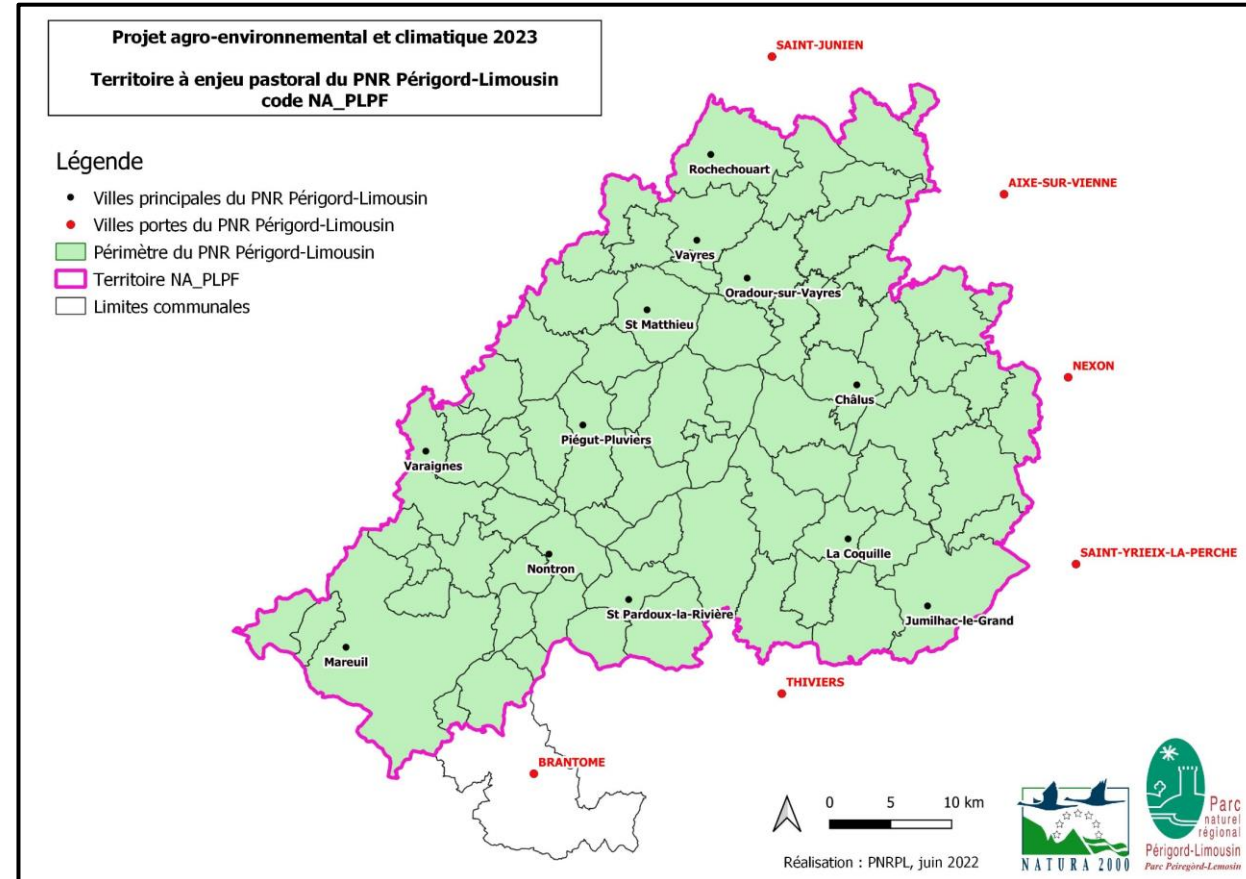 Projet agro-environnemental et climatique 2023
Territoire à enjeu pastoral du PNR Périgord-Limousin
code NA_PLPF
Légende
Villes principales du PNR Périgord-Limousin
Villes portes du PNR Périgord-Limousin
Périmètre du PNR Périgord-Limousin
Territoire NA_PLPF
Limites communales
SAINT-JUNIEN
Rochechouart
AIXE-SUR-VIENNE
Vayres
Oradour-sur-Vayres
St Matthieu
NEXON
Châlus
Piégut-Pluviers
Varaignes
La Coquille
Nontron
SAINT-YRIEIX-LA-PERCHE
St Pardoux-la-Rivière
Jumilhac-le-Grand
Mareuil
THIVIERS
BRANTOME
0 5 10 km
Réalisation : PNRPL, juin 2022
NATURA 2000
Parc
naturel
régional
Périgord-Limousin
Parc Peiregòrd-Lemosin